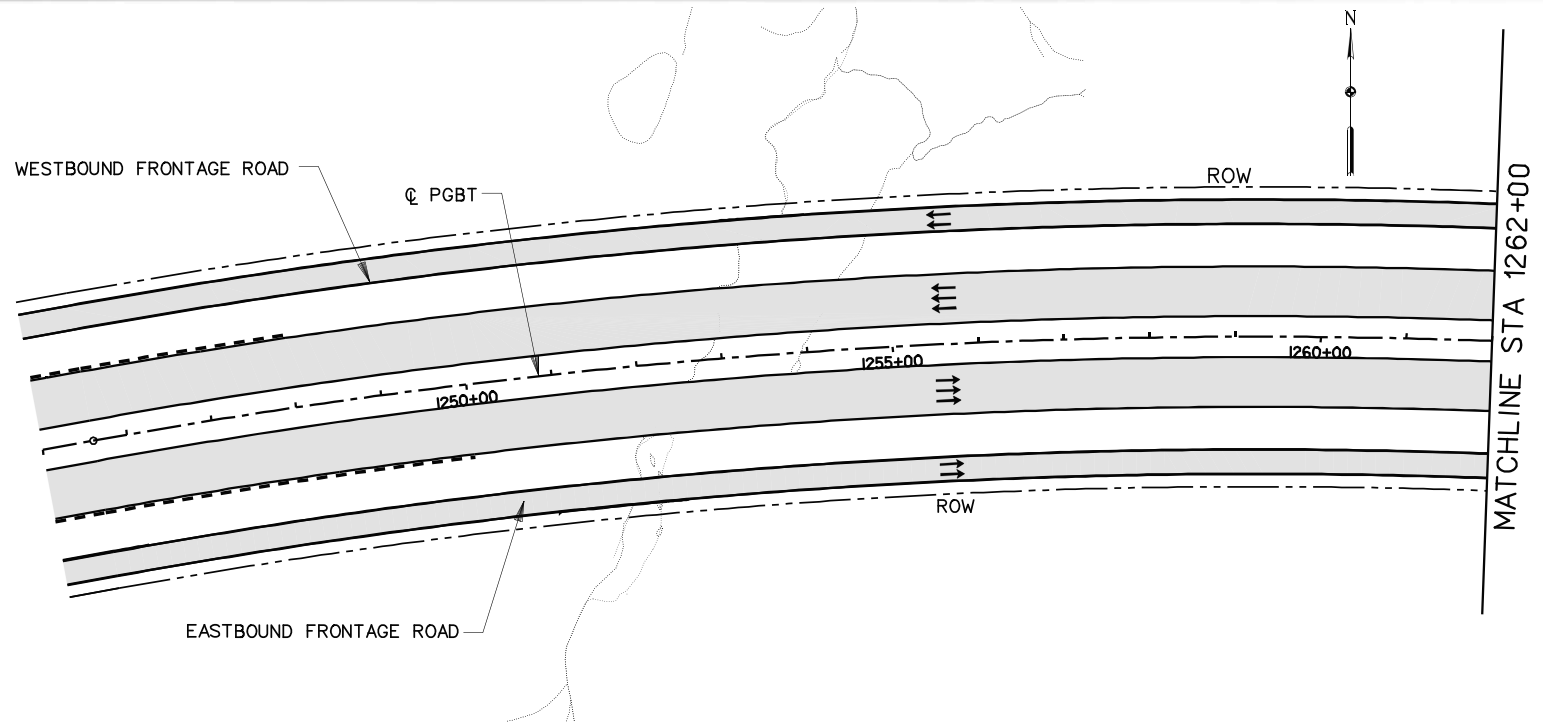 N
WESTBOUND FRONTAGE ROAD
℄ PGBT
ROW
1250+00
1255+00
1260+00
MATCHLINE STA 1262+00
ROW
EASTBOUND FRONTAGE ROAD